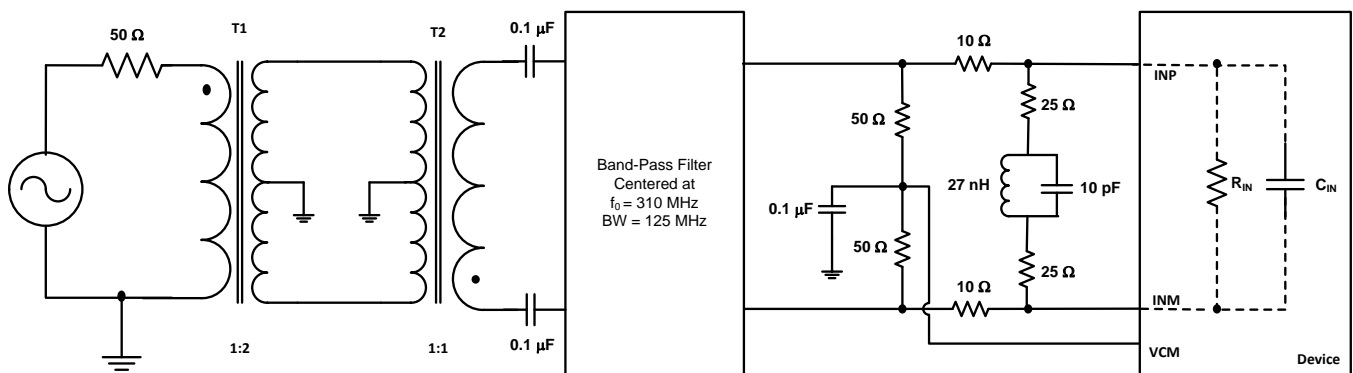 50 Ω
T1
T2
0.1 μF
1:2
1:1
0.1 μF
Band-Pass Filter
Centered at
f₀ = 310 MHz
BW = 125 MHz
10 Ω
50 Ω
25 Ω
27 nH
10 pF
0.1 μF
50 Ω
25 Ω
10 Ω
INP
R_IN
C_IN
INM
VCM
Device